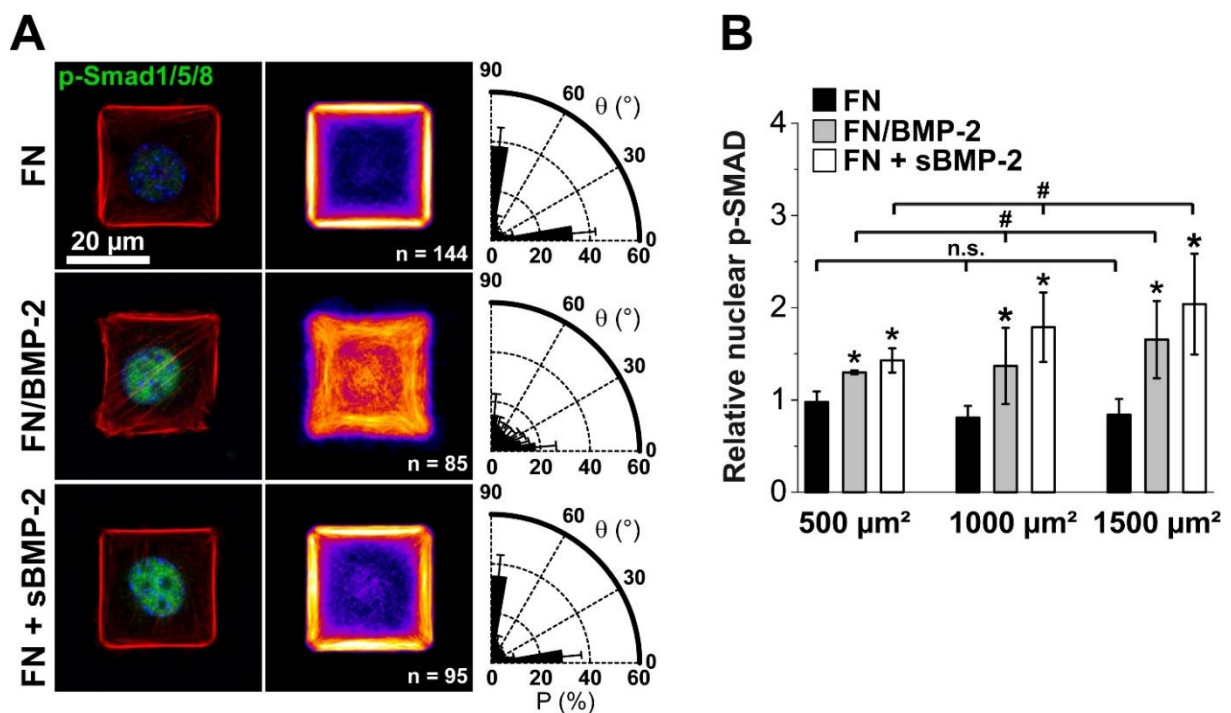 A
B
p-Smad1/5/8
FN
20 µm
n = 144
90
60
θ (°)
30
0
0 20 40 60
FN/BMP-2
n = 85
90
60
θ (°)
30
0
0 20 40 60
FN + sBMP-2
n = 95
90
60
θ (°)
30
0
0 20 40 60
P (%)
FN
FN/BMP-2
FN + sBMP-2
Relative nuclear p-SMAD
4
3
2
1
0
#
#
n.s.
* *
* *
* *
500 µm² 1000 µm² 1500 µm²